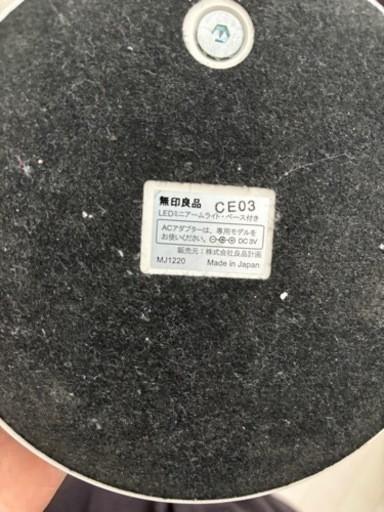 無印良品 CE03
LEDミニアームライト・ベース付き
ACアダプターは、専用モデルを
お使いください。 DC 3V
販売元:株式会社良品計画
MJ1220 Made in Japan